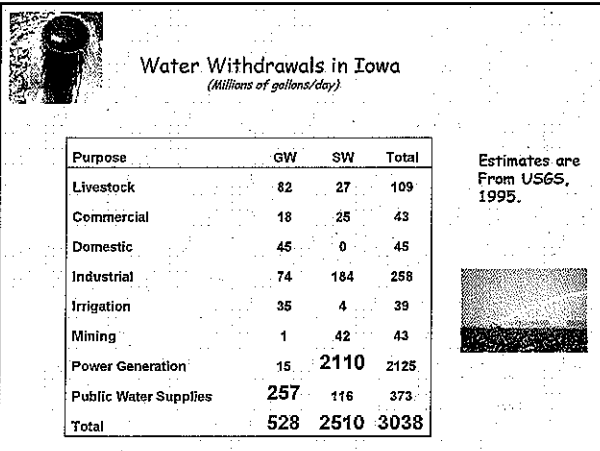 Water Withdrawals in Iowa
(Millions of gallons/day)
Purpose GW SW Total
Livestock 82 27 109
Commercial 18 25 43
Domestic 45 0 45
Industrial 74 184 258
Irrigation 35 4 39
Mining 1 42 43
Power Generation 15 2110 2125
Public Water Supplies 257 116 373
Total 528 2510 3038
Estimates are
From USGS,
1995.